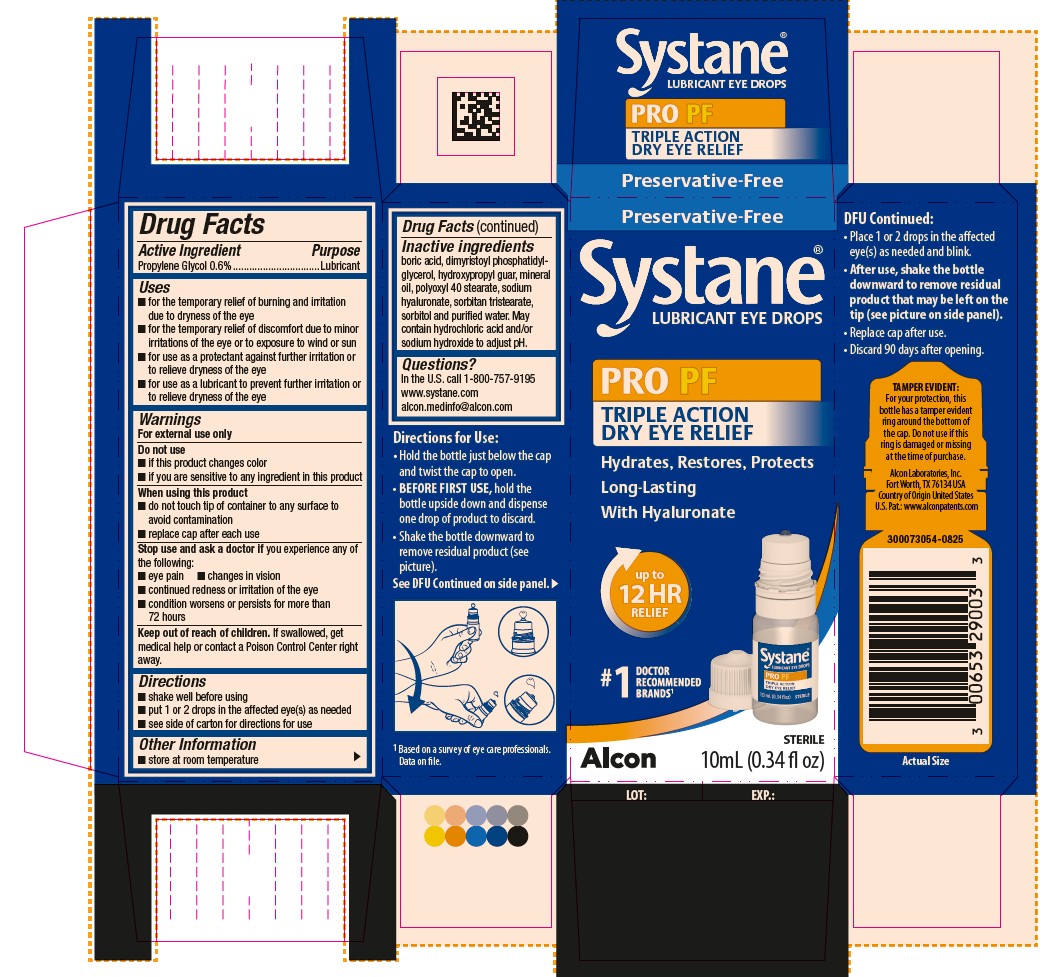 Systane®
LUBRICANT EYE DROPS
PRO PF
TRIPLE ACTION
DRY EYE RELIEF
Preservative-Free
Drug Facts
Active Ingredient Purpose
Propylene Glycol 0.6%..............................Lubricant
Uses
■ for the temporary relief of burning and irritation
due to dryness of the eye
■ for the temporary relief of discomfort due to minor
irritations of the eye or to exposure to wind or sun
■ for use as a protectant against further irritation or
to relieve dryness of the eye
■ for use as a lubricant to prevent further irritation or
to relieve dryness of the eye
Warnings
For external use only
Do not use
■ if this product changes color
■ if you are sensitive to any ingredient in this product
When using this product
■ do not touch tip of container to any surface to
avoid contamination
■ replace cap after each use
Stop use and ask a doctor if you experience any of
the following:
■ eye pain ■ changes in vision
■ continued redness or irritation of the eye
■ condition worsens or persists for more than
72 hours
Keep out of reach of children. If swallowed, get
medical help or contact a Poison Control Center right
away.
Directions
■ shake well before using
■ put 1 or 2 drops in the affected eye(s) as needed
■ see side of carton for directions for use
Other Information
■ store at room temperature
Drug Facts (continued)
Inactive ingredients
boric acid, dimyristoyl phosphatidyl-
glycerol, hydroxypropyl guar, mineral
oil, polyoxyl 40 stearate, sodium
hyaluronate, sorbitan tristearate,
sorbitol and purified water. May
contain hydrochloric acid and/or
sodium hydroxide to adjust pH.
Questions?
In the U.S. call 1-800-757-9195
www.systane.com
alcon.medinfo@alcon.com
Directions for Use:
• Hold the bottle just below the cap
and twist the cap to open.
• BEFORE FIRST USE, hold the
bottle upside down and dispense
one drop of product to discard.
• Shake the bottle downward to
remove residual product (see
picture).
See DFU Continued on side panel. ▶
1 Based on a survey of eye care professionals.
Data on file.
Preservative-Free
Systane®
LUBRICANT EYE DROPS
PRO PF
TRIPLE ACTION
DRY EYE RELIEF
Hydrates, Restores, Protects
Long-Lasting
With Hyaluronate
up to
12 HR
RELIEF
#1 DOCTOR
RECOMMENDED
BRANDS1
Systane
LUBRICANT EYE DROPS
PRO PF
TRIPLE ACTION
DRY EYE RELIEF
10mL (0.34 fl oz) STERILE
STERILE
Alcon 10mL (0.34 fl oz)
LOT: EXP.:
DFU Continued:
• Place 1 or 2 drops in the affected
eye(s) as needed and blink.
• After use, shake the bottle
downward to remove residual
product that may be left on the
tip (see picture on side panel).
• Replace cap after use.
• Discard 90 days after opening.
TAMPER EVIDENT:
For your protection, this
bottle has a tamper evident
ring around the bottom of
the cap. Do not use if this
ring is damaged or missing
at the time of purchase.
Alcon Laboratories, Inc.
Fort Worth, TX 76134 USA
Country of Origin United States
U.S. Pat.: www.alconpatents.com
300073054-0825
3 00653 29003 3
Actual Size